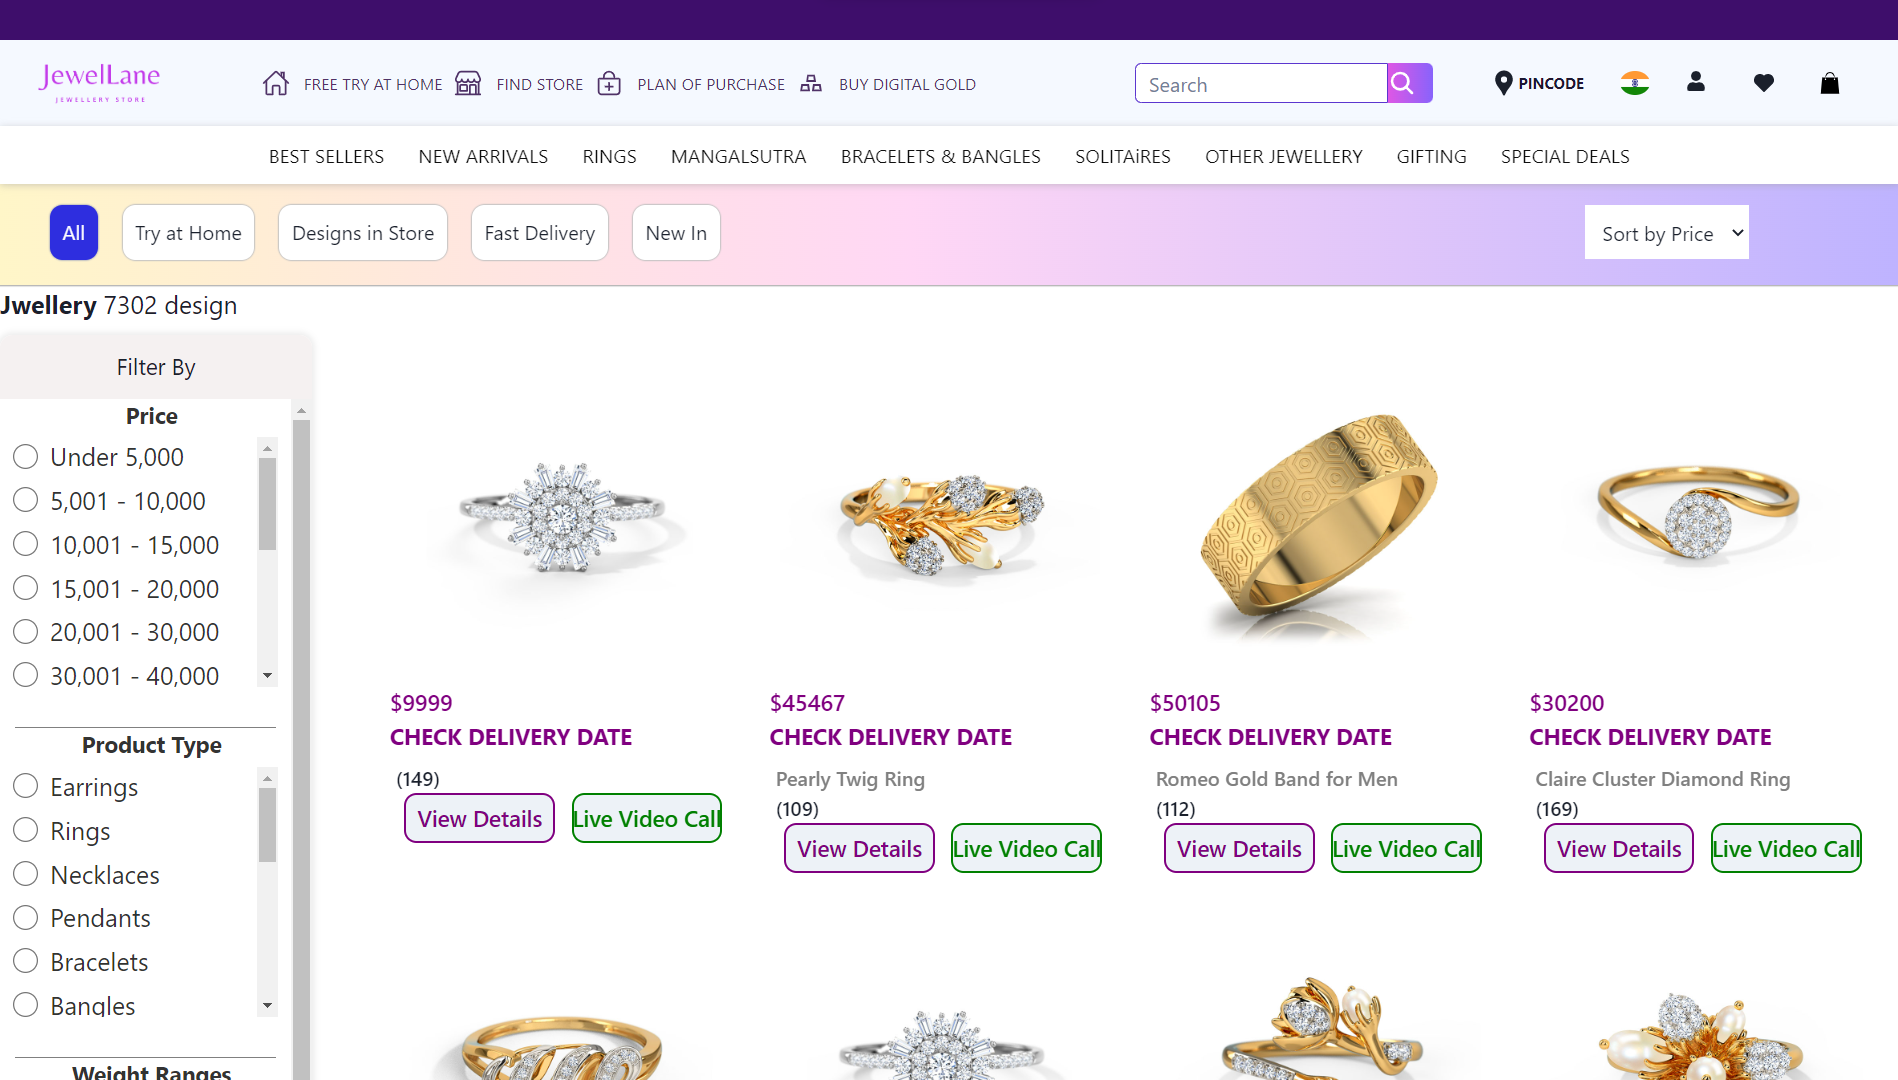 JewelLane
JEWELLERY STORE
FREE TRY AT HOME
FIND STORE
PLAN OF PURCHASE
BUY DIGITAL GOLD
Search
PINCODE
BEST SELLERS
NEW ARRIVALS
RINGS
MANGALSUTRA
BRACELETS & BANGLES
SOLITAiRES
OTHER JEWELLERY
GIFTING
SPECIAL DEALS
All
Try at Home
Designs in Store
Fast Delivery
New In
Sort by Price
Jwellery 7302 design
Filter By
Price
Under 5,000
5,001 - 10,000
10,001 - 15,000
15,001 - 20,000
20,001 - 30,000
30,001 - 40,000
Product Type
Earrings
Rings
Necklaces
Pendants
Bracelets
Bangles
Weight Ranges
$9999
CHECK DELIVERY DATE
(149)
View Details
Live Video Call
$45467
CHECK DELIVERY DATE
Pearly Twig Ring
(109)
View Details
Live Video Call
$50105
CHECK DELIVERY DATE
Romeo Gold Band for Men
(112)
View Details
Live Video Call
$30200
CHECK DELIVERY DATE
Claire Cluster Diamond Ring
(169)
View Details
Live Video Call